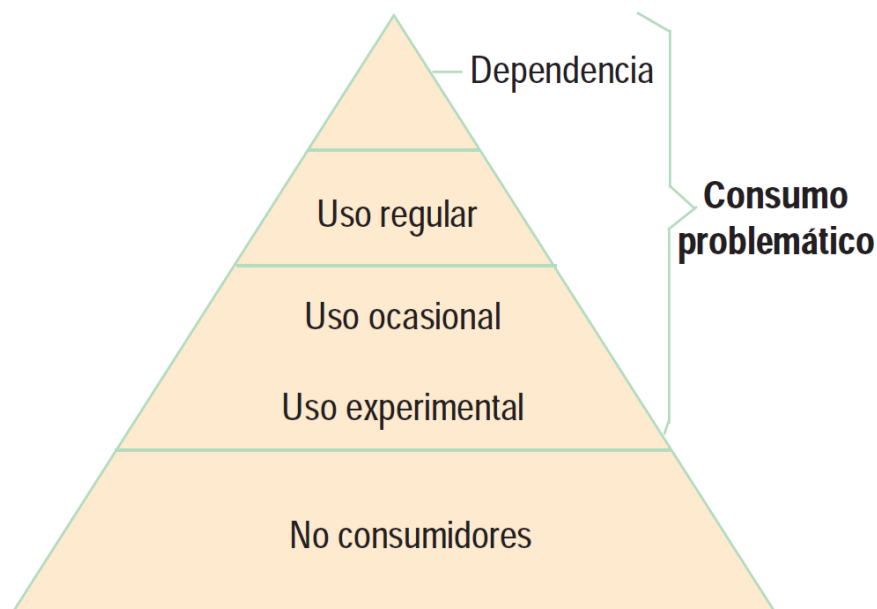 Dependencia
Uso regular
Consumo
problemático
Uso ocasional
Uso experimental
No consumidores